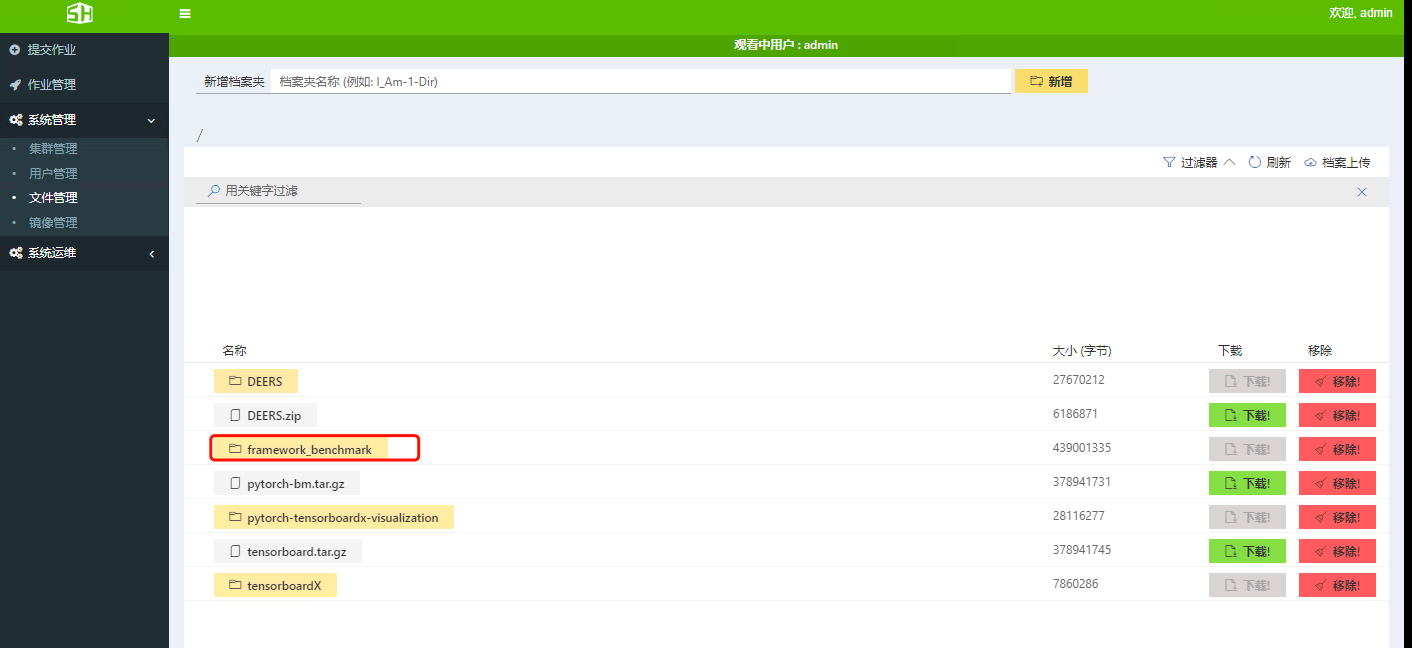 SH
欢迎, admin
提交作业
作业管理
系统管理
集群管理
用户管理
文件管理
镜像管理
系统运维
观看中用户 : admin
新增档案夹 档案夹名称 (例如: I_Am-1-Dir) 新增
/
过滤器 刷新 档案上传
用关键字过滤
名称 大小 (字节) 下载 移除
DEERS 27670212 下载! 移除!
DEERS.zip 6186871 下载! 移除!
framework_benchmark 439001335 下载! 移除!
pytorch-bm.tar.gz 378941731 下载! 移除!
pytorch-tensorboardx-visualization 28116277 下载! 移除!
tensorboard.tar.gz 378941745 下载! 移除!
tensorboardX 7860286 下载! 移除!